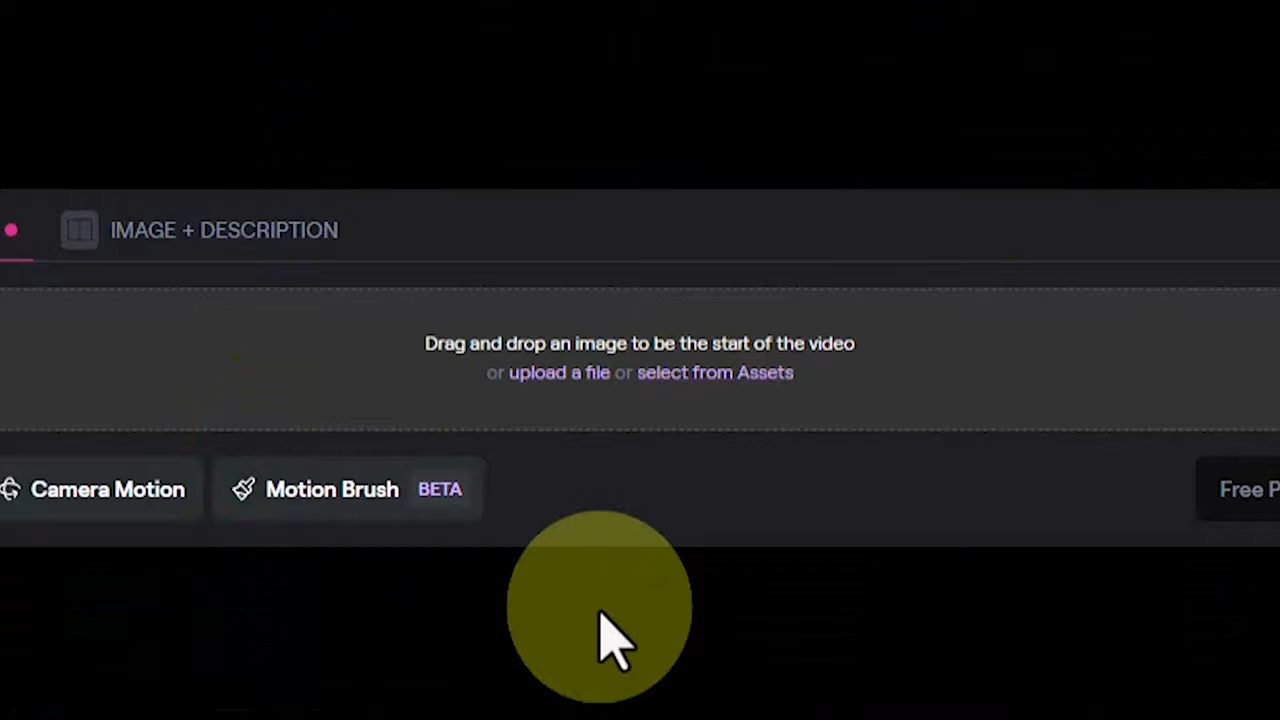 IMAGE + DESCRIPTION
Drag and drop an image to be the start of the video
or upload a file or select from Assets
Camera Motion
Motion Brush BETA
Free P